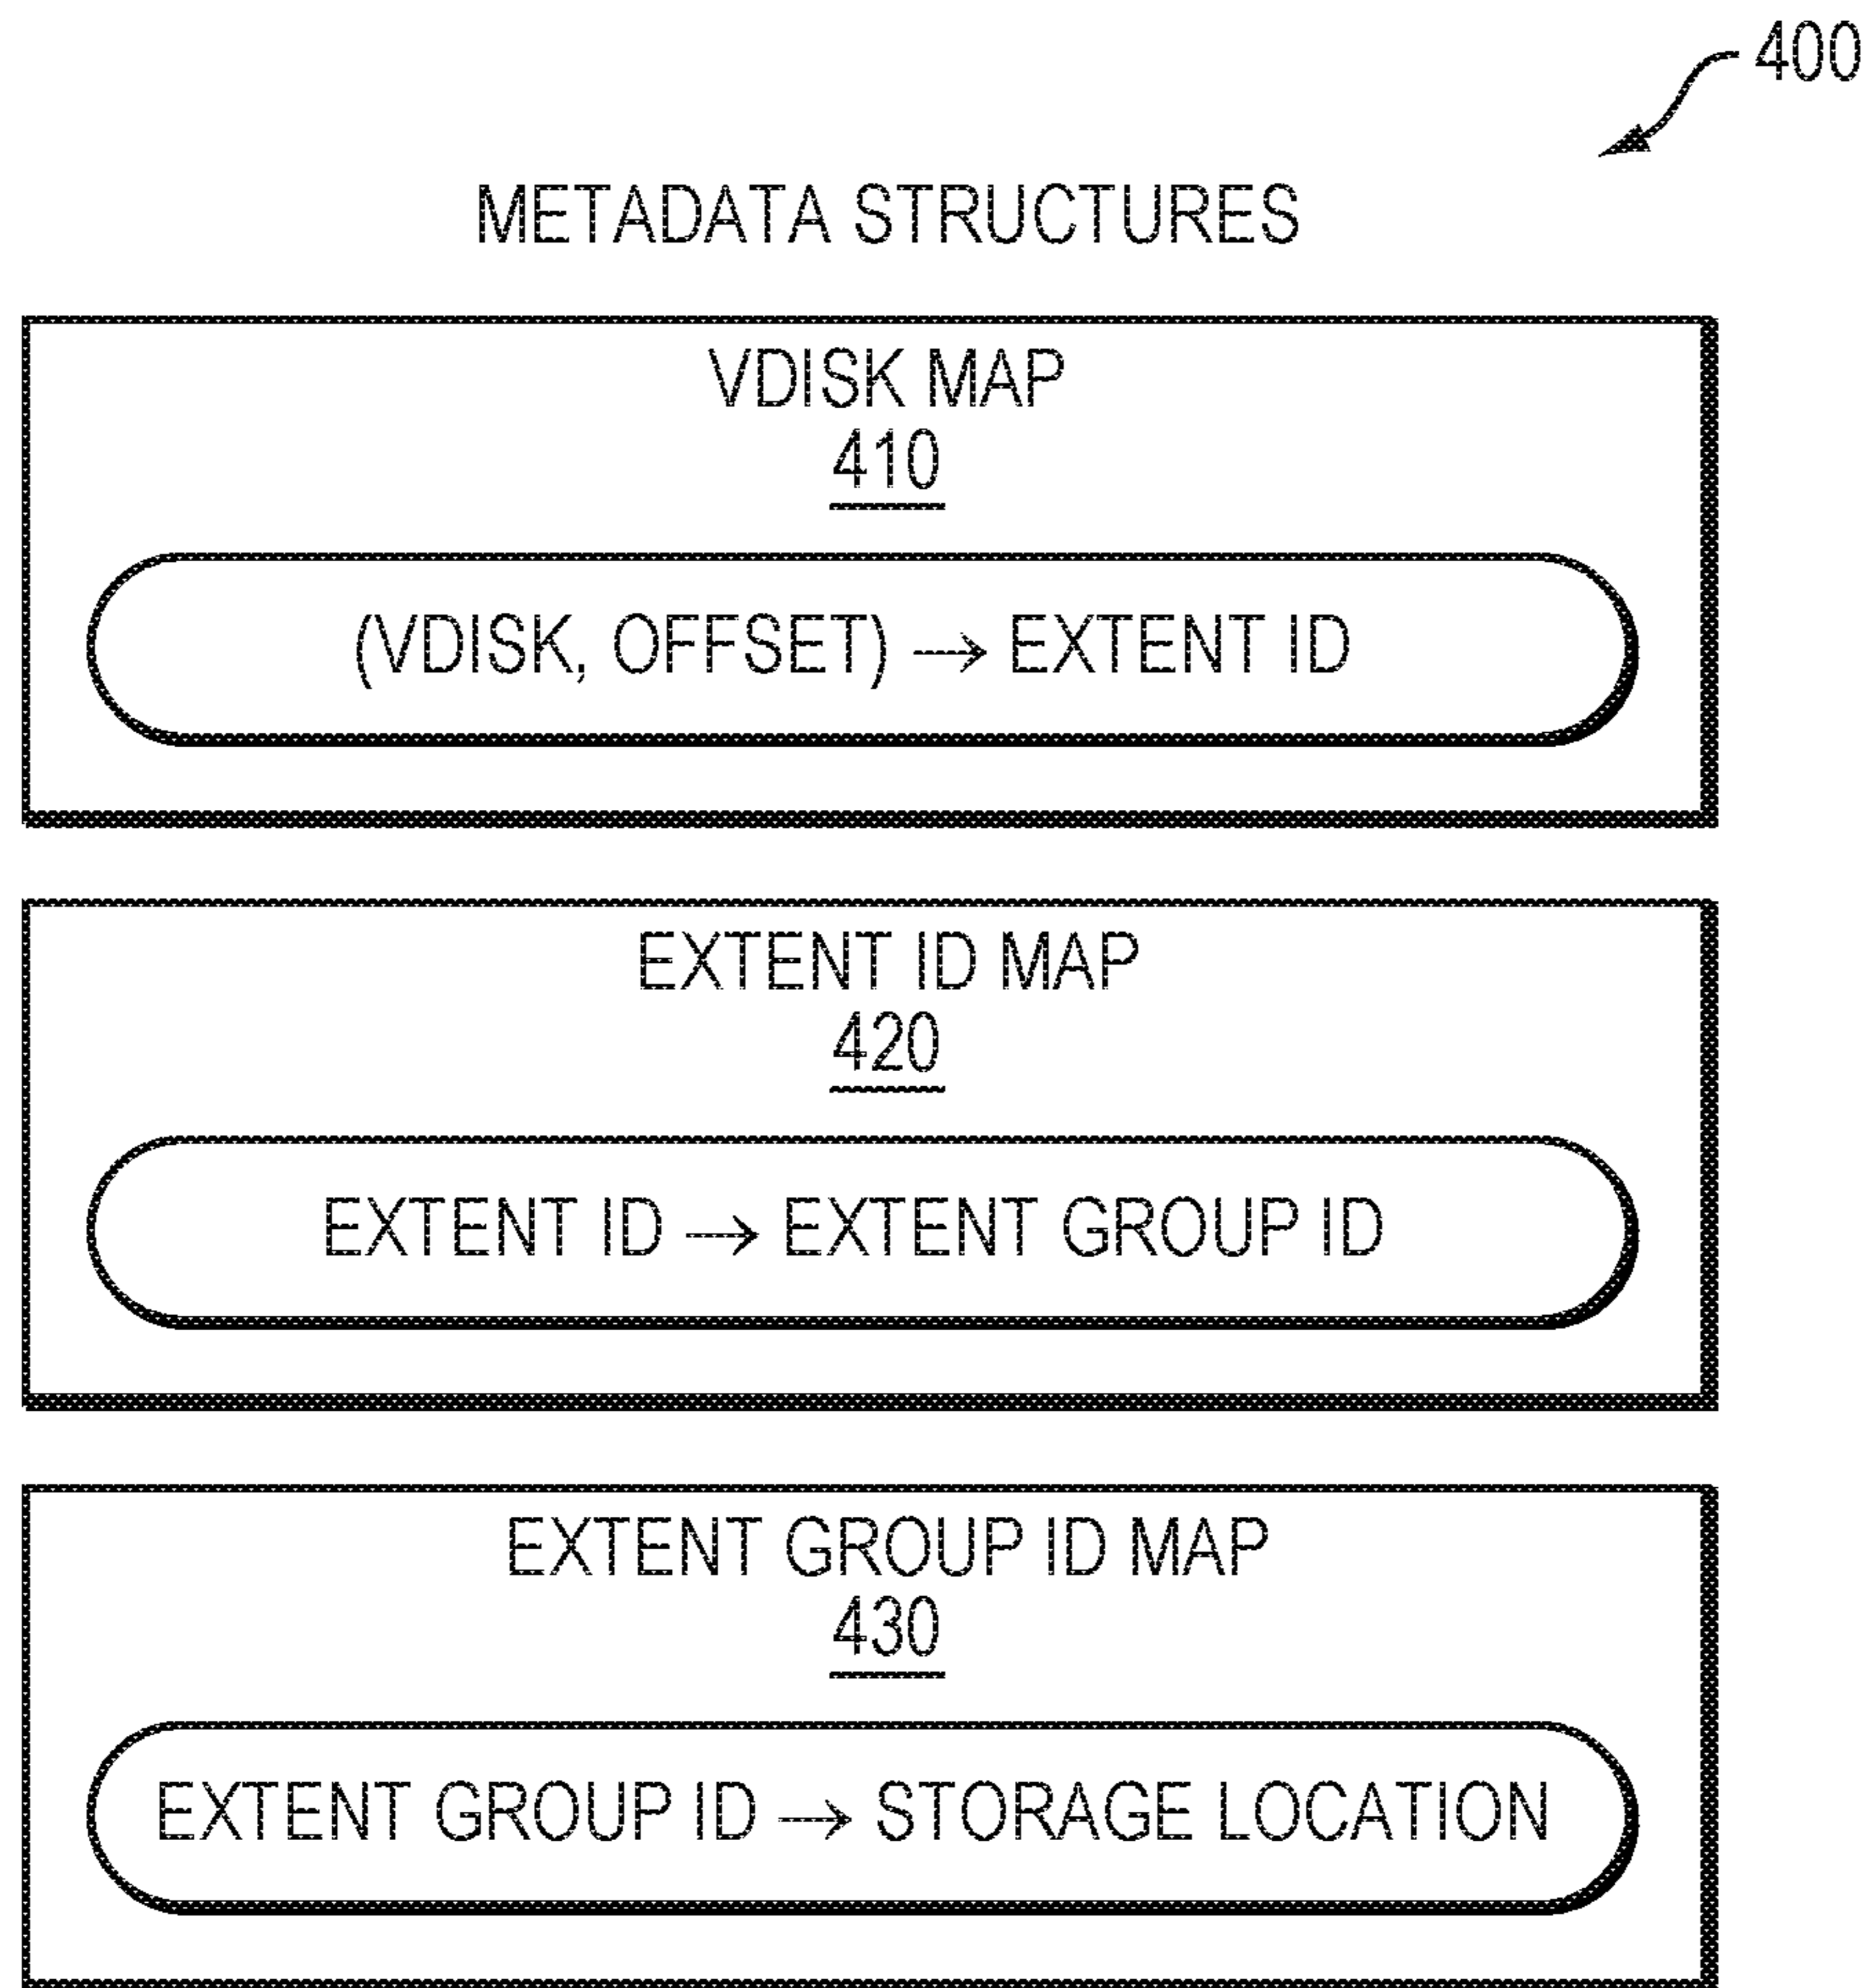 400
METADATA STRUCTURES
VDISK MAP
410
(VDISK, OFFSET) → EXTENT ID
EXTENT ID MAP
420
EXTENT ID → EXTENT GROUP ID
EXTENT GROUP ID MAP
430
EXTENT GROUP ID → STORAGE LOCATION